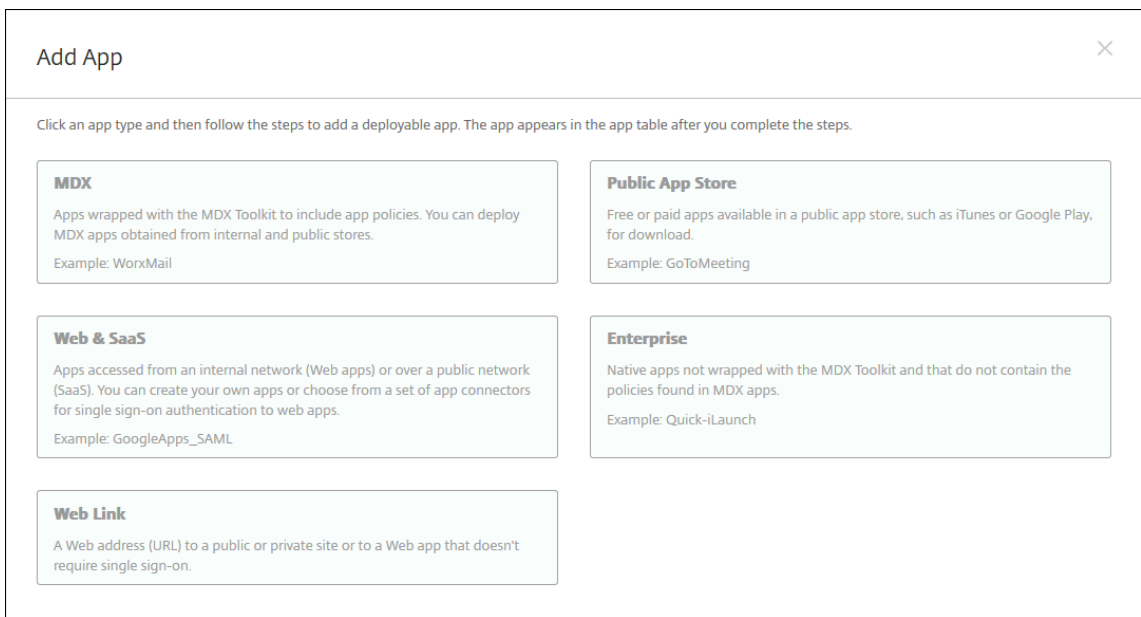 Add App
Click an app type and then follow the steps to add a deployable app. The app appears in the app table after you complete the steps.
MDX
Apps wrapped with the MDX Toolkit to include app policies. You can deploy
MDX apps obtained from internal and public stores.
Example: WorxMail
Public App Store
Free or paid apps available in a public app store, such as iTunes or Google Play,
for download.
Example: GoToMeeting
Web & SaaS
Apps accessed from an internal network (Web apps) or over a public network
(SaaS). You can create your own apps or choose from a set of app connectors
for single sign-on authentication to web apps.
Example: GoogleApps_SAML
Enterprise
Native apps not wrapped with the MDX Toolkit and that do not contain the
policies found in MDX apps.
Example: Quick-iLaunch
Web Link
A Web address (URL) to a public or private site or to a Web app that doesn't
require single sign-on.